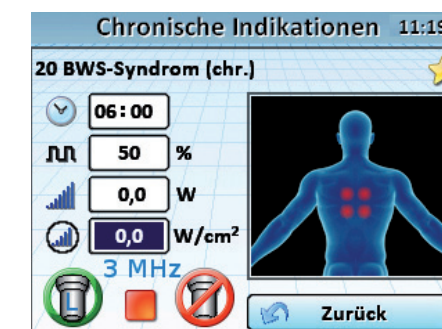 Chronische Indikationen 11:19
20 BWS-Syndrom (chr.)
06:00
50 %
0,0 W
0,0 W/cm²
3 MHz
L
Zurück